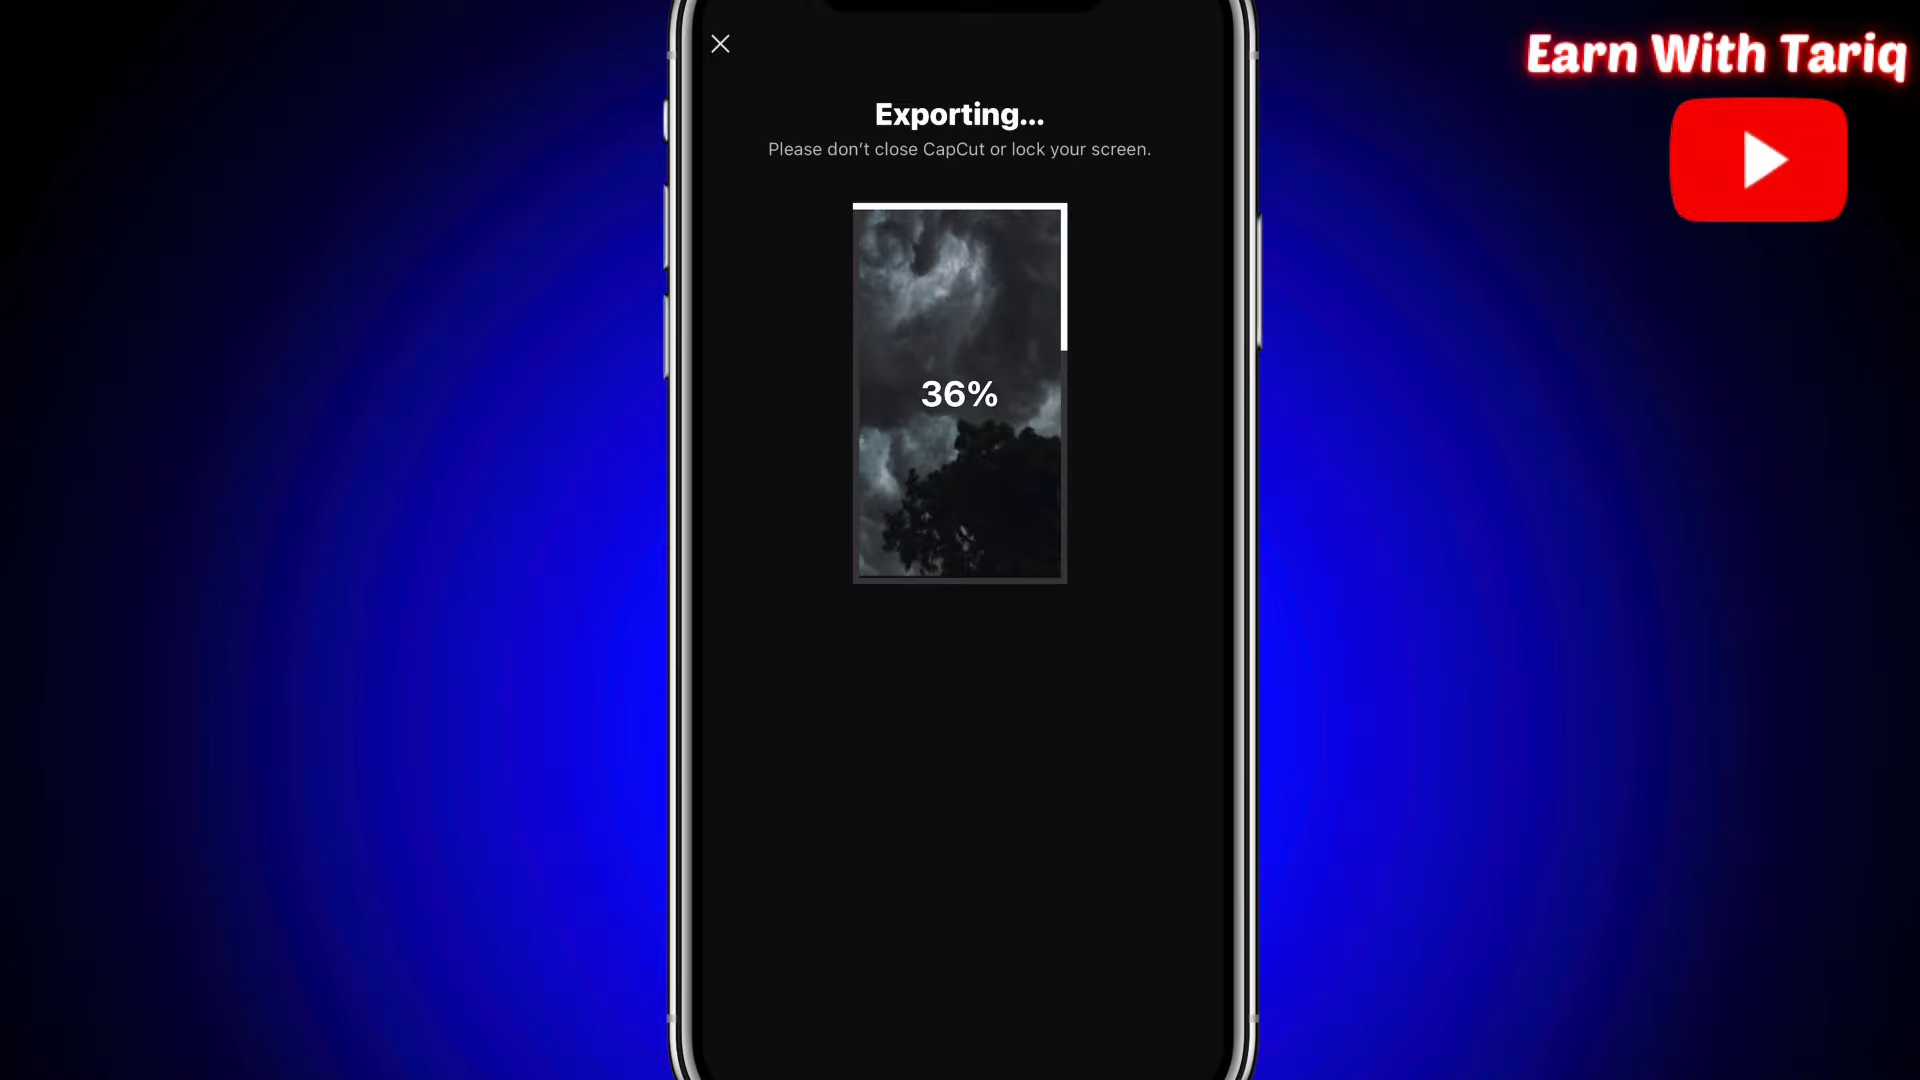 Earn With Tariq
Exporting...
Please don’t close CapCut or lock your screen.
36%